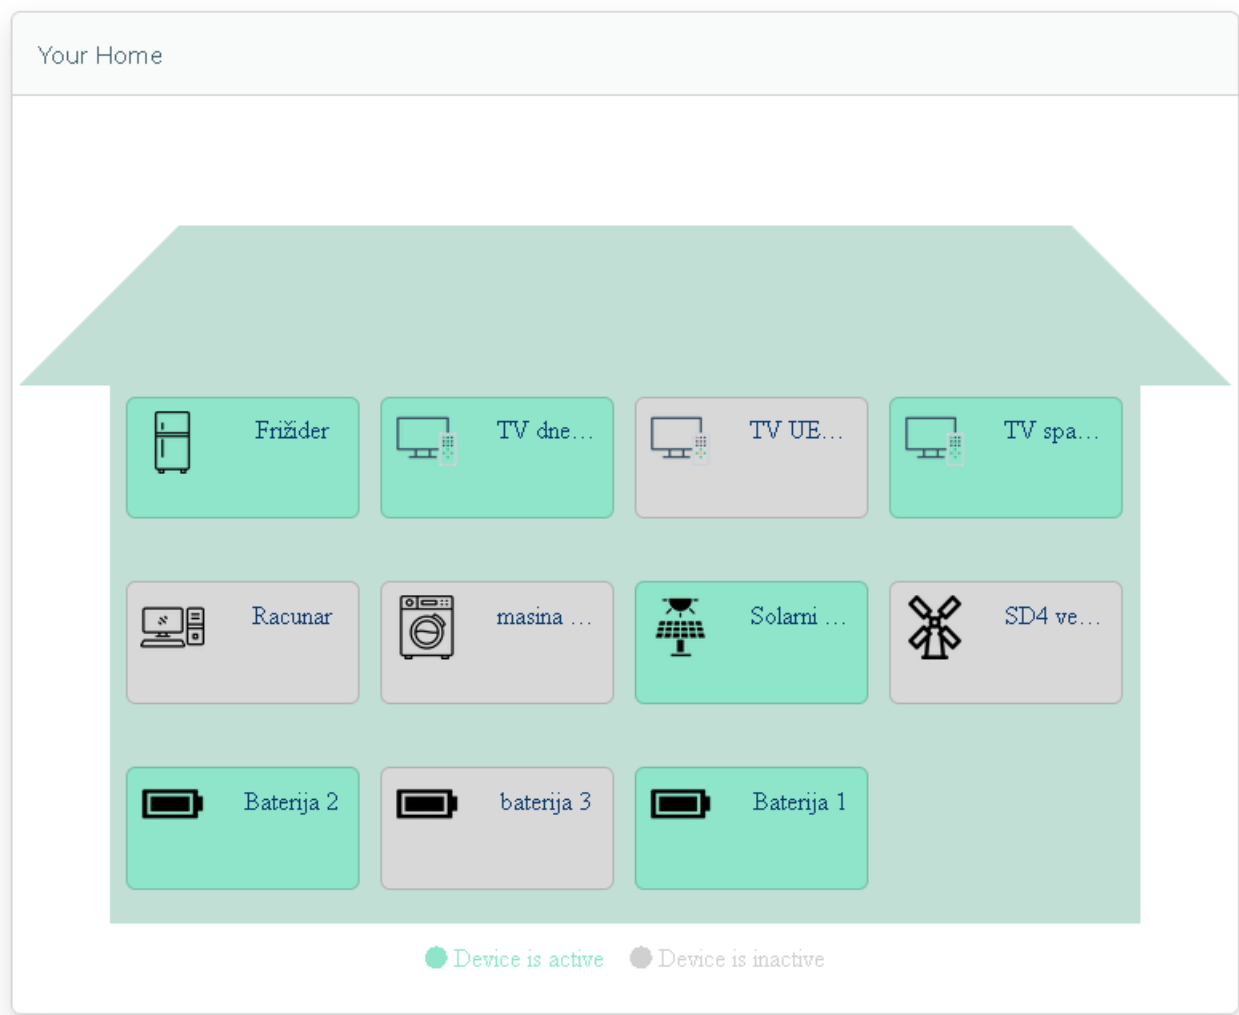 Your Home
Frižider
TV dne...
TV UE...
TV spa...
Racunar
masina ...
Solarni ...
SD4 ve...
Baterija 2
baterija 3
Baterija 1
Device is active
Device is inactive